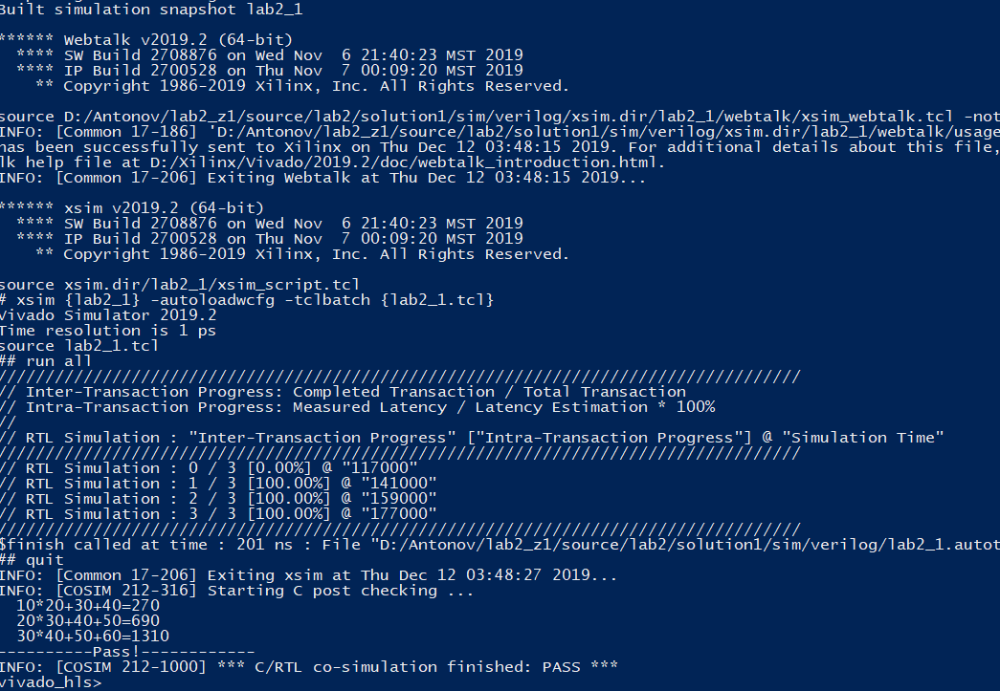 Built simulation snapshot lab2_1
****** Webtalk v2019.2 (64-bit)
**** SW Build 2708876 on Wed Nov  6 21:40:23 MST 2019
**** IP Build 2700528 on Thu Nov  7 00:09:20 MST 2019
** Copyright 1986-2019 Xilinx, Inc. All Rights Reserved.
source D:/Antonov/lab2_z1/source/lab2/solution1/sim/verilog/xsim.dir/lab2_1/webtalk/xsim_webtalk.tcl -not
INFO: [Common 17-186] 'D:/Antonov/lab2_z1/source/lab2/solution1/sim/verilog/xsim.dir/lab2_1/webtalk/usage
has been successfully sent to Xilinx on Thu Dec 12 03:48:15 2019. For additional details about this file,
lk help file at D:/Xilinx/Vivado/2019.2/doc/webtalk_introduction.html.
INFO: [Common 17-206] Exiting Webtalk at Thu Dec 12 03:48:15 2019...
****** xsim v2019.2 (64-bit)
**** SW Build 2708876 on Wed Nov  6 21:40:23 MST 2019
**** IP Build 2700528 on Thu Nov  7 00:09:20 MST 2019
** Copyright 1986-2019 Xilinx, Inc. All Rights Reserved.
source xsim.dir/lab2_1/xsim_script.tcl
# xsim {lab2_1} -autoloadwcfg -tclbatch {lab2_1.tcl}
Vivado Simulator 2019.2
Time resolution is 1 ps
source lab2_1.tcl
## run all
////////////////////////////////////////////////////////////////////////////////////
// Inter-Transaction Progress: Completed Transaction / Total Transaction
// Intra-Transaction Progress: Measured Latency / Latency Estimation * 100%
//
// RTL Simulation : "Inter-Transaction Progress" ["Intra-Transaction Progress"] @ "Simulation Time"
////////////////////////////////////////////////////////////////////////////////////
// RTL Simulation : 0 / 3 [0.00%] @ "117000"
// RTL Simulation : 1 / 3 [100.00%] @ "141000"
// RTL Simulation : 2 / 3 [100.00%] @ "159000"
// RTL Simulation : 3 / 3 [100.00%] @ "177000"
////////////////////////////////////////////////////////////////////////////////////
$finish called at time : 201 ns : File "D:/Antonov/lab2_z1/source/lab2/solution1/sim/verilog/lab2_1.autot
## quit
INFO: [Common 17-206] Exiting xsim at Thu Dec 12 03:48:27 2019...
INFO: [COSIM 212-316] Starting C post checking ...
10*20+30+40=270
20*30+40+50=690
30*40+50+60=1310
----------Pass!------------
INFO: [COSIM 212-1000] *** C/RTL co-simulation finished: PASS ***
vivado_hls>